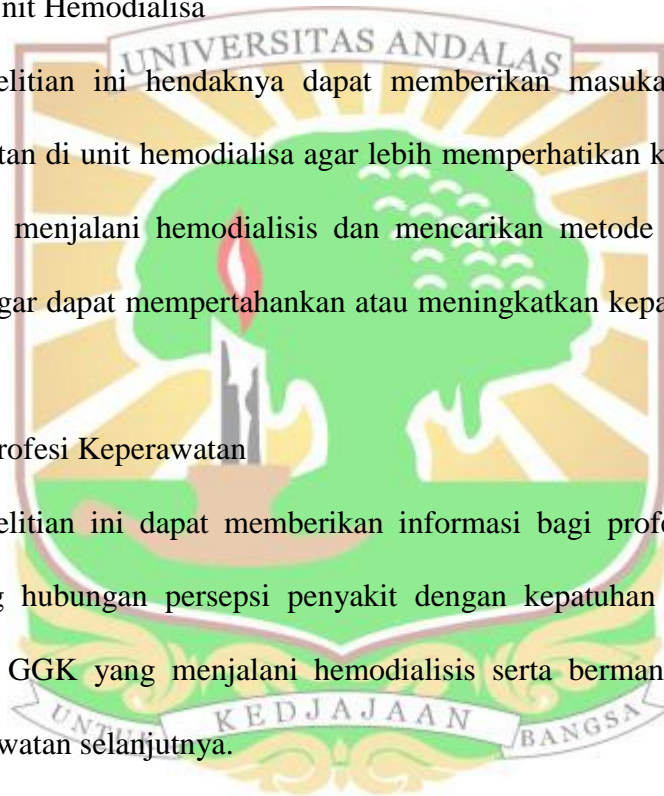 nit Hemodialisa
UNIVERSITAS ANDALAS
elitian ini hendaknya dapat memberikan masuka
tan di unit hemodialisa agar lebih memperhatikan k
menjalani hemodialisis dan mencarikan metode
gar dapat mempertahankan atau meningkatkan kepa
rofesi Keperawatan
elitian ini dapat memberikan informasi bagi profe
g hubungan persepsi penyakit dengan kepatuhan
GGK yang menjalani hemodialisis serta berman
UNTUK KEDJAJAAN BANGSA
watan selanjutnya.